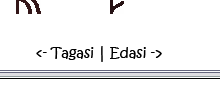 <- Tagasi | Edasi ->